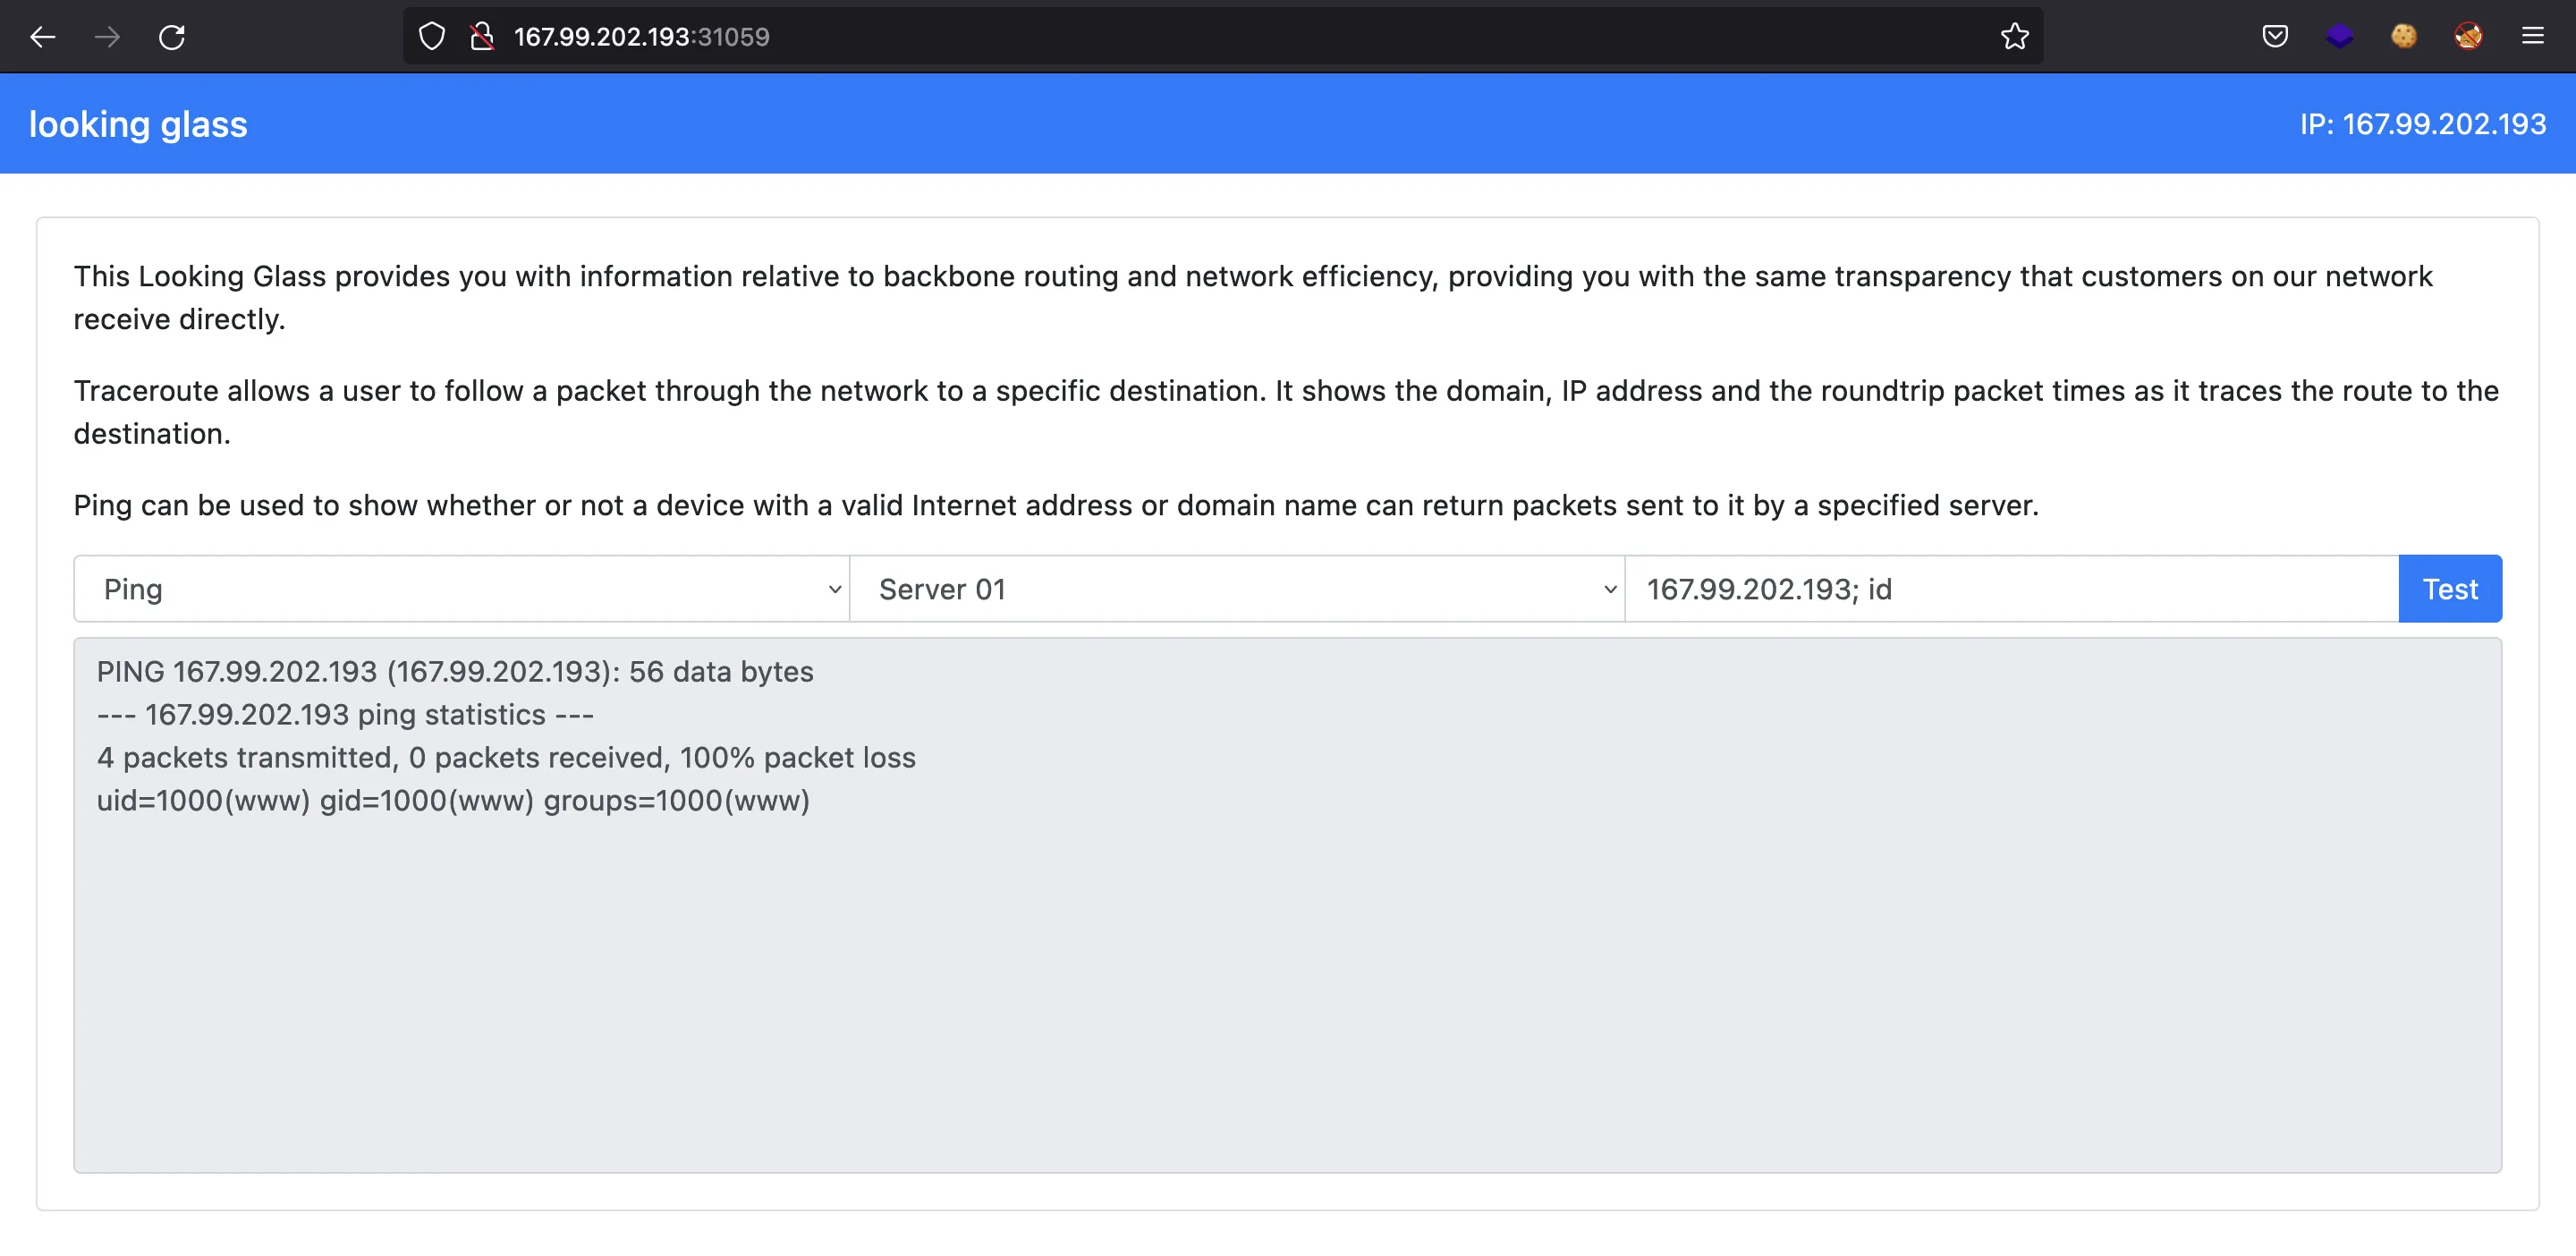 167.99.202.193:31059
looking glass
IP: 167.99.202.193
This Looking Glass provides you with information relative to backbone routing and network efficiency, providing you with the same transparency that customers on our network
receive directly.
Traceroute allows a user to follow a packet through the network to a specific destination. It shows the domain, IP address and the roundtrip packet times as it traces the route to the
destination.
Ping can be used to show whether or not a device with a valid Internet address or domain name can return packets sent to it by a specified server.
Ping
Server 01
167.99.202.193; id
Test
PING 167.99.202.193 (167.99.202.193): 56 data bytes
--- 167.99.202.193 ping statistics ---
4 packets transmitted, 0 packets received, 100% packet loss
uid=1000(www) gid=1000(www) groups=1000(www)